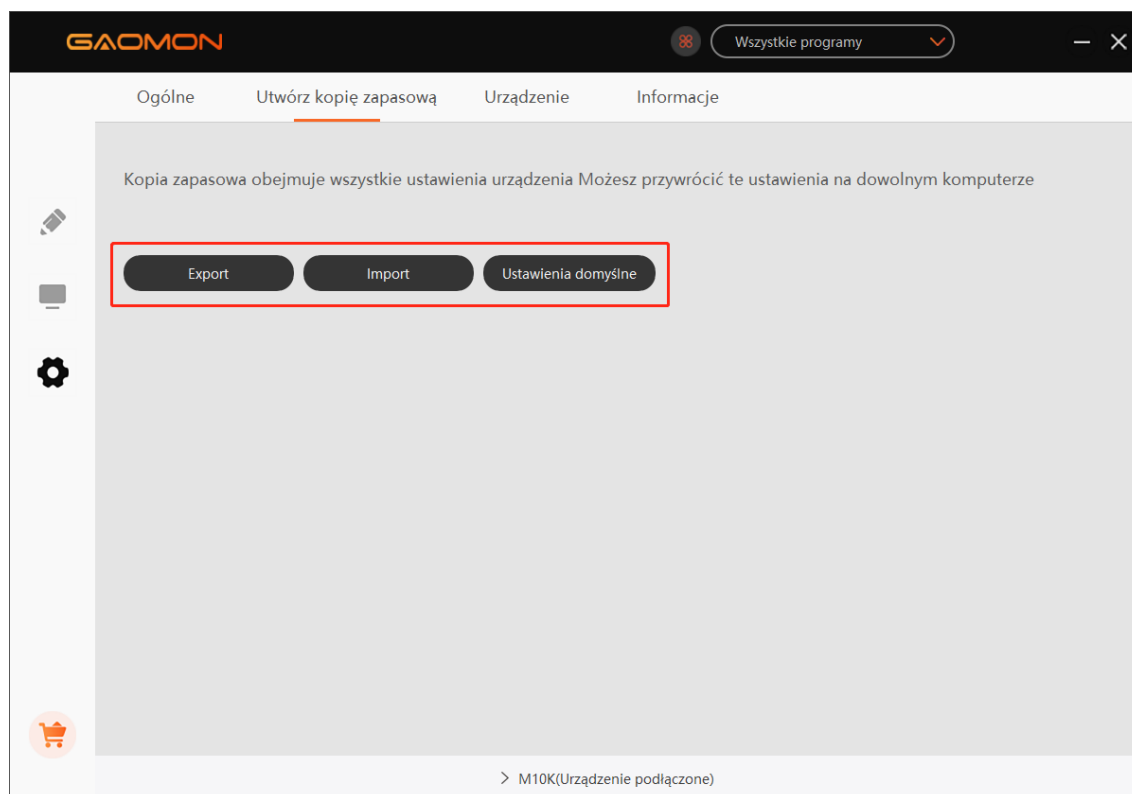 GAOMON
Wszystkie programy
Ogólne Utwórz kopię zapasową Urządzenie Informacje
Kopia zapasowa obejmuje wszystkie ustawienia urządzenia Możesz przywrócić te ustawienia na dowolnym komputerze
Export Import Ustawienia domyślne
M10K(Urządzenie podłączone)